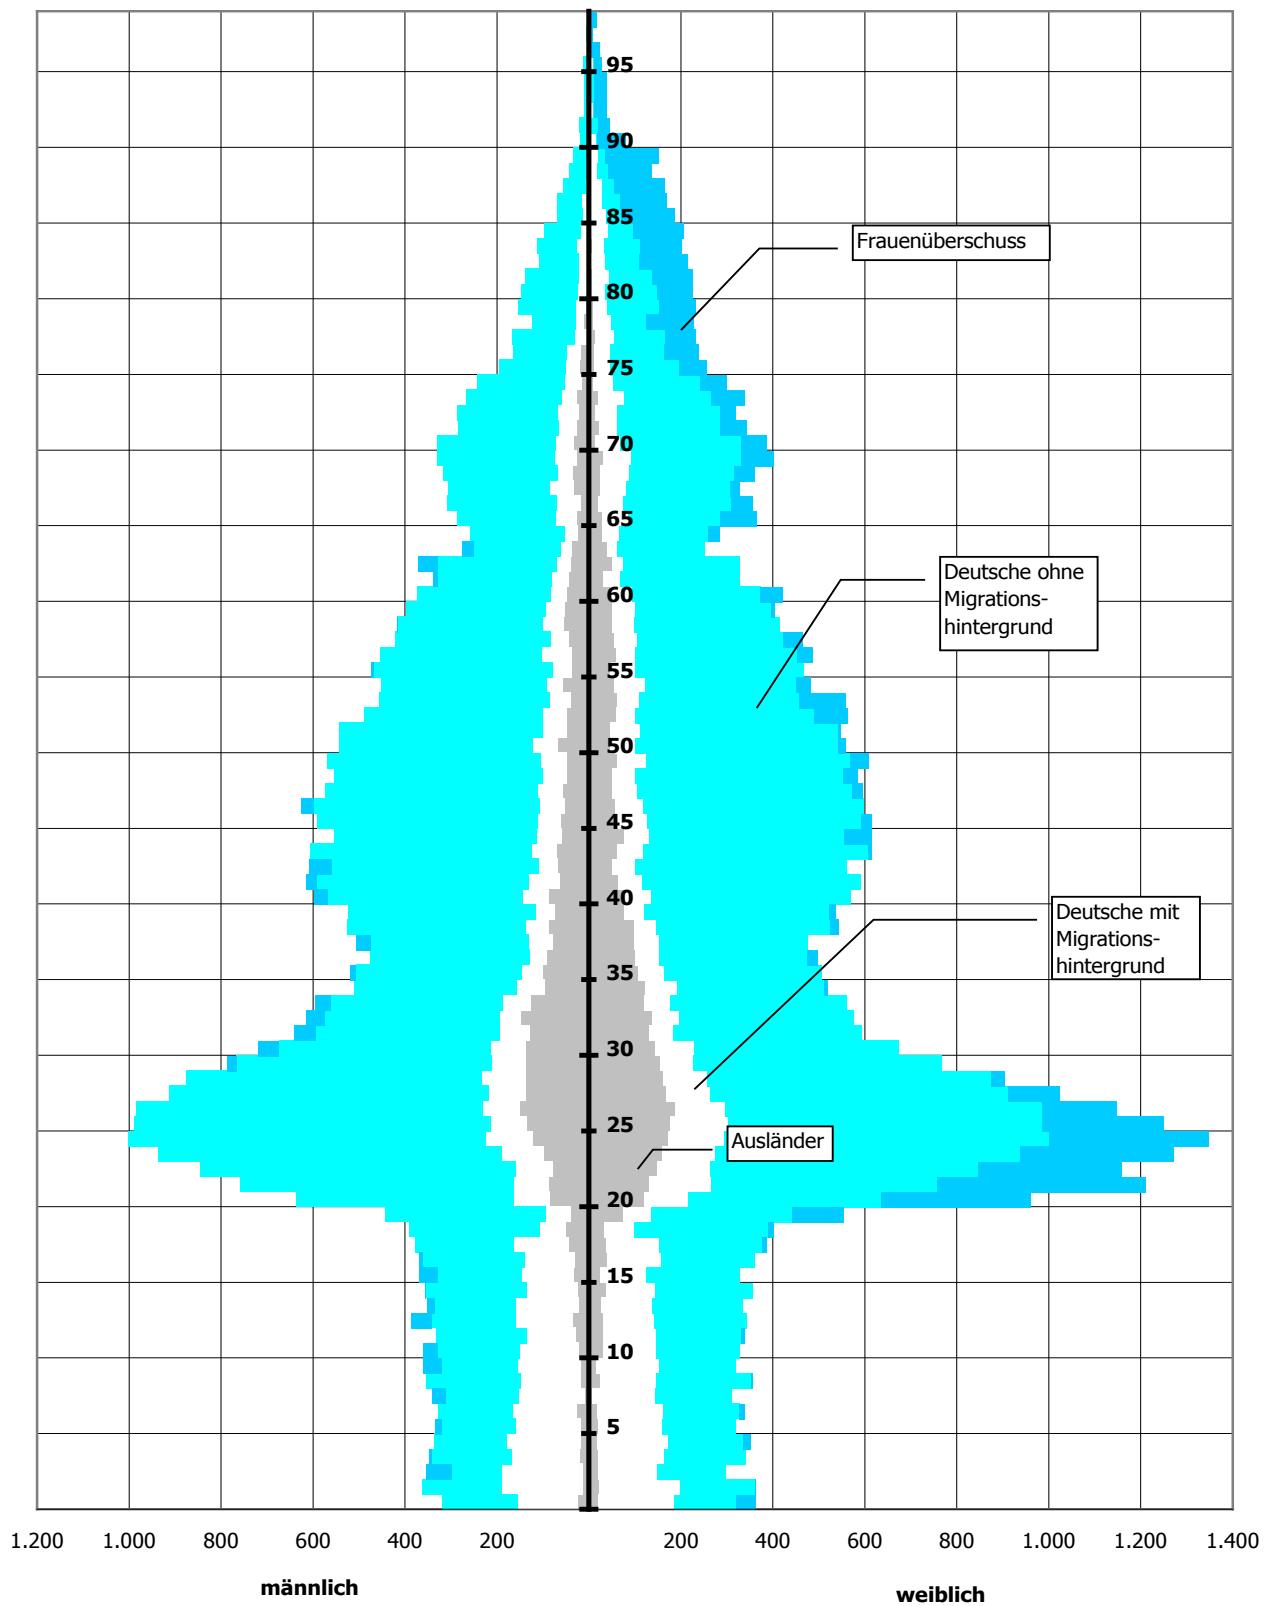 95
90
85
Frauenüberschuss
80
75
70
65
Deutsche ohne
Migrations-
hintergrund
60
55
50
45
40
Deutsche mit
Migrations-
hintergrund
35
30
25
Ausländer
20
15
10
5
1.200 1.000 800 600 400 200 200 400 600 800 1.000 1.200 1.400
männlich weiblich